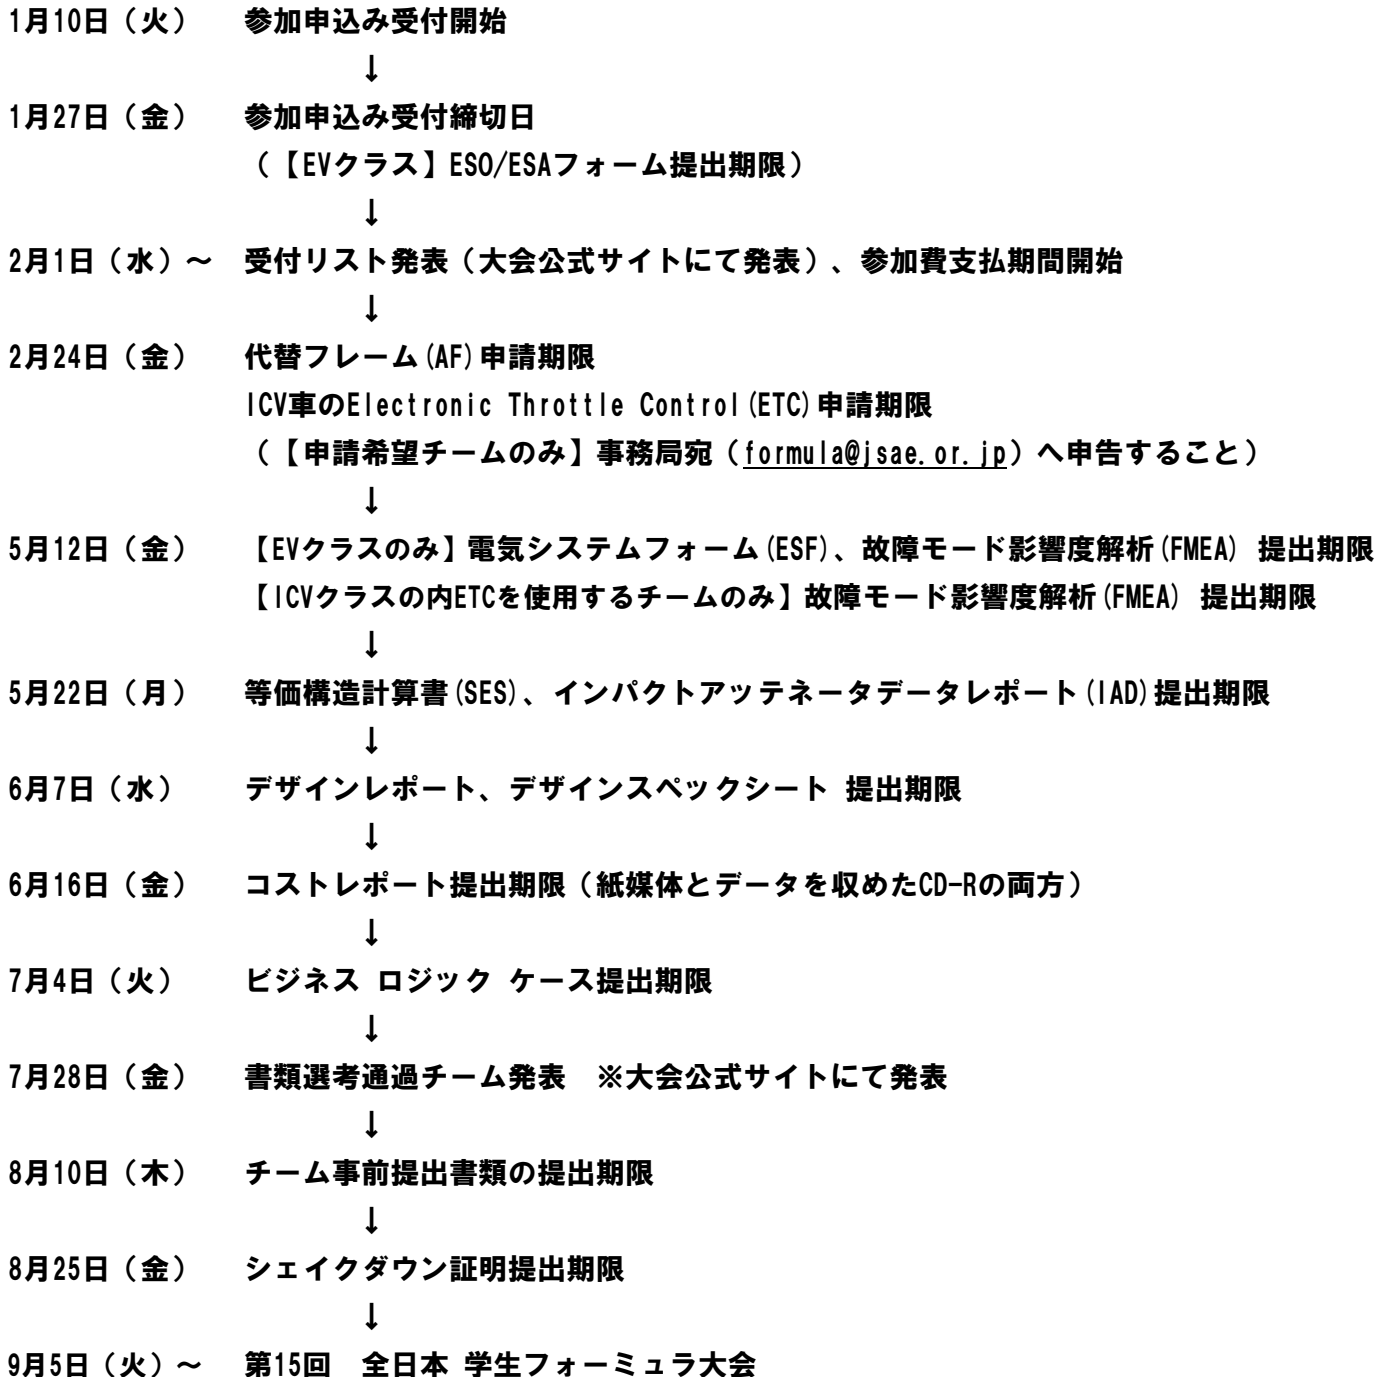 1月10日（火）　参加申込み受付開始
↓
1月27日（金）　参加申込み受付締切日
（【EVクラス】ESO/ESAフォーム提出期限）
↓
2月1日（水）～　受付リスト発表（大会公式サイトにて発表）、参加費支払期間開始
↓
2月24日（金）　代替フレーム(AF)申請期限
ICV車のElectronic Throttle Control(ETC)申請期限
（【申請希望チームのみ】事務局宛（formula@jsae.or.jp）へ申告すること）
↓
5月12日（金）　【EVクラスのみ】電気システムフォーム(ESF)、故障モード影響度解析(FMEA) 提出期限
【ICVクラスの内ETCを使用するチームのみ】故障モード影響度解析(FMEA) 提出期限
↓
5月22日（月）　等価構造計算書(SES)、インパクトアッテネータデータレポート(IAD)提出期限
↓
6月7日（水）　デザインレポート、デザインスペックシート 提出期限
↓
6月16日（金）　コストレポート提出期限（紙媒体とデータを収めたCD-Rの両方）
↓
7月4日（火）　ビジネス ロジック ケース提出期限
↓
7月28日（金）　書類選考通過チーム発表　※大会公式サイトにて発表
↓
8月10日（木）　チーム事前提出書類の提出期限
↓
8月25日（金）　シェイクダウン証明提出期限
↓
9月5日（火）～　第15回　全日本 学生フォーミュラ大会